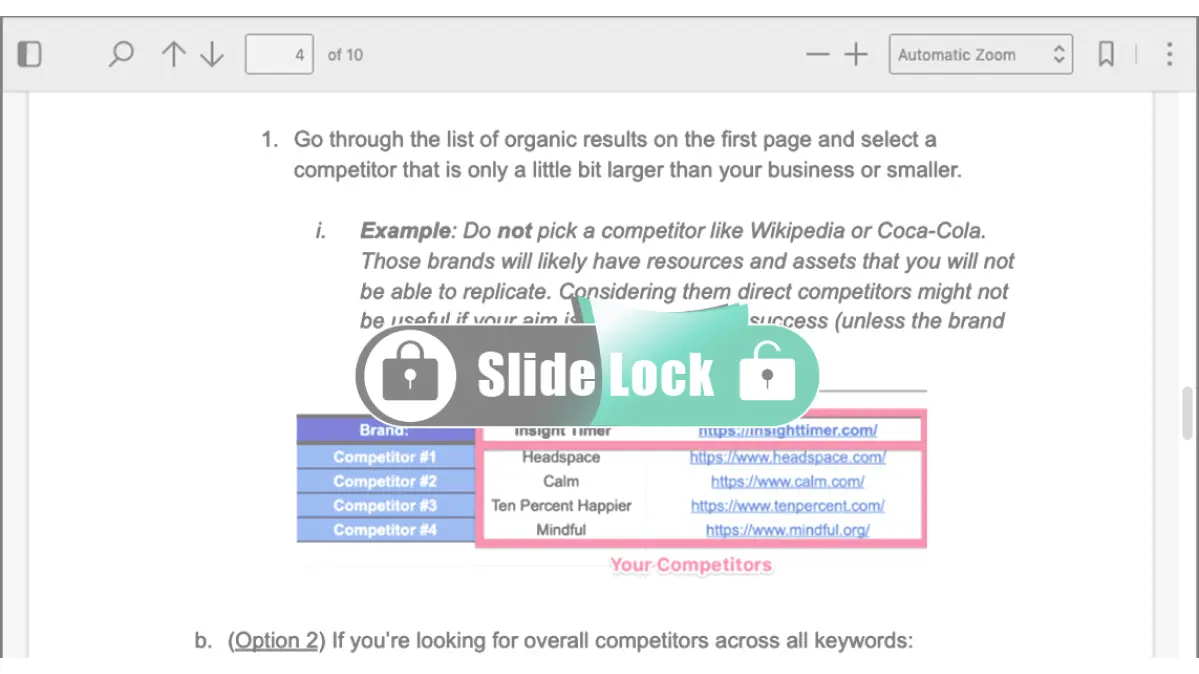 4 of 10 Automatic Zoom
1. Go through the list of organic results on the first page and select a
competitor that is only a little bit larger than your business or smaller.
i. Example: Do not pick a competitor like Wikipedia or Coca-Cola.
Those brands will likely have resources and assets that you will not
be able to replicate. Considering them direct competitors might not
be useful if your aim is success (unless the brand
Slide Lock
Brand: Insight Timer https://insighttimer.com/
Competitor #1 Headspace https://www.headspace.com/
Competitor #2 Calm https://www.calm.com/
Competitor #3 Ten Percent Happier https://www.tenpercent.com/
Competitor #4 Mindful https://www.mindful.org/
Your Competitors
b. (Option 2) If you’re looking for overall competitors across all keywords: